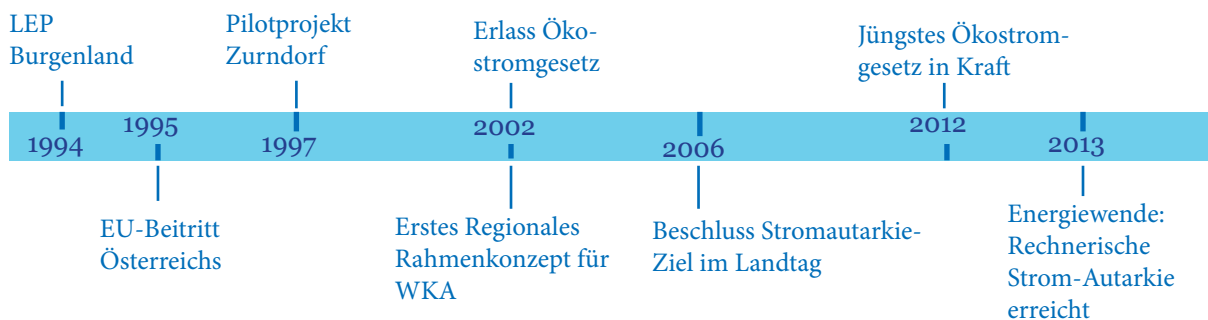 LEP
Burgenland
Pilotprojekt
Zurndorf
Erlass Öko-
stromgesetz
Jüngstes Ökostrom-
gesetz in Kraft
1994
1995
1997
2002
2006
2012
2013
EU-Beitritt
Österreichs
Erstes Regionales
Rahmenkonzept für
WKA
Beschluss Stromautarkie-
Ziel im Landtag
Energiewende:
Rechnerische
Strom-Autarkie
erreicht